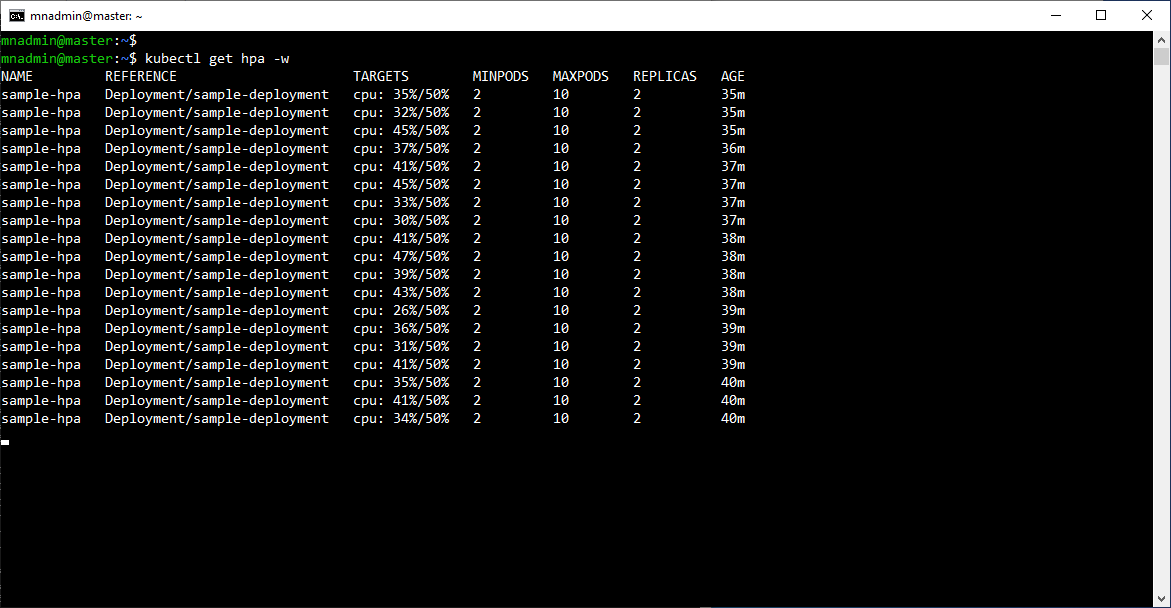 mnadmin@master: ~
mnadmin@master:~$
mnadmin@master:~$ kubectl get hpa -w
NAME REFERENCE TARGETS MINPODS MAXPODS REPLICAS AGE
sample-hpa Deployment/sample-deployment cpu: 35%/50% 2 10 2 35m
sample-hpa Deployment/sample-deployment cpu: 32%/50% 2 10 2 35m
sample-hpa Deployment/sample-deployment cpu: 45%/50% 2 10 2 35m
sample-hpa Deployment/sample-deployment cpu: 37%/50% 2 10 2 36m
sample-hpa Deployment/sample-deployment cpu: 41%/50% 2 10 2 37m
sample-hpa Deployment/sample-deployment cpu: 45%/50% 2 10 2 37m
sample-hpa Deployment/sample-deployment cpu: 33%/50% 2 10 2 37m
sample-hpa Deployment/sample-deployment cpu: 30%/50% 2 10 2 37m
sample-hpa Deployment/sample-deployment cpu: 41%/50% 2 10 2 38m
sample-hpa Deployment/sample-deployment cpu: 47%/50% 2 10 2 38m
sample-hpa Deployment/sample-deployment cpu: 39%/50% 2 10 2 38m
sample-hpa Deployment/sample-deployment cpu: 43%/50% 2 10 2 38m
sample-hpa Deployment/sample-deployment cpu: 26%/50% 2 10 2 39m
sample-hpa Deployment/sample-deployment cpu: 36%/50% 2 10 2 39m
sample-hpa Deployment/sample-deployment cpu: 31%/50% 2 10 2 39m
sample-hpa Deployment/sample-deployment cpu: 41%/50% 2 10 2 39m
sample-hpa Deployment/sample-deployment cpu: 35%/50% 2 10 2 40m
sample-hpa Deployment/sample-deployment cpu: 41%/50% 2 10 2 40m
sample-hpa Deployment/sample-deployment cpu: 34%/50% 2 10 2 40m